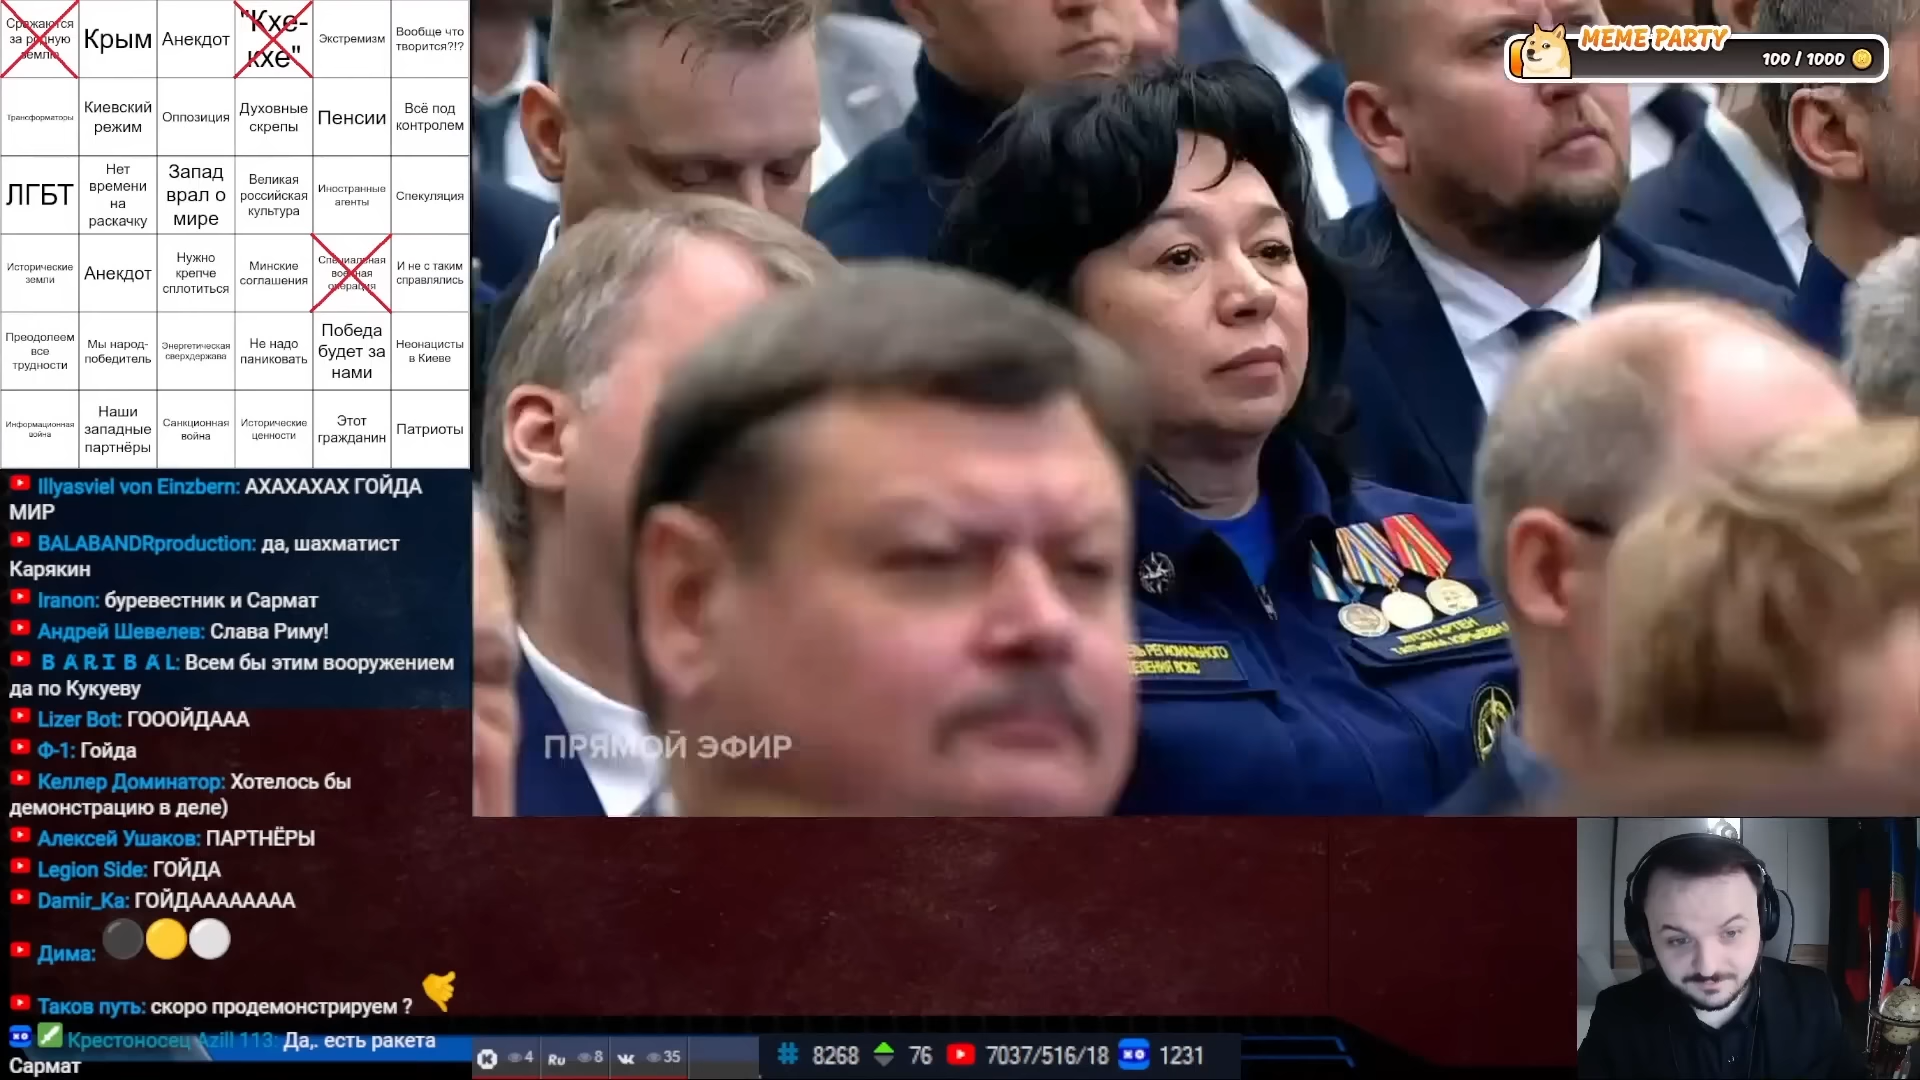 Сражаются
за родную
землю
Крым
Анекдот
"Кхе-
кхе"
Экстремизм
Вообще что
творится?!?
Трансформаторы
Киевский
режим
Оппозиция
Духовные
скрепы
Пенсии
Всё под
контролем
ЛГБТ
Нет
времени
на
раскачку
Запад
врал о
мире
Великая
российская
культура
Иностранные
агенты
Спекуляция
Исторические
земли
Анекдот
Нужно
крепче
сплотиться
Минские
соглашения
Специальная
военная
операция
И не с таким
справлялись
Преодолеем
все
трудности
Мы народ-
победитель
Энергетическая
сверхдержава
Не надо
паниковать
Победа
будет за
нами
Неонацисты
в Киеве
Информационная
война
Наши
западные
партнёры
Санкционная
война
Исторические
ценности
Этот
гражданин
Патриоты
Illyasviel von Einzbern: АХАХАХАХ ГОЙДА
МИР
BALABANDRproduction: да, шахматист
Карякин
Iranon: буревестник и Сармат
Андрей Шевелев: Слава Риму!
B A R I B A L: Всем бы этим вооружением
да по Кукуеву
Lizer Bot: ГОООЙДААА
Ф-1: Гойда
Келлер Доминатор: Хотелось бы
демонстрацию в деле)
Алексей Ушаков: ПАРТНЁРЫ
Legion Side: ГОЙДА
Damir_Ka: ГОЙДАААААААА
Дима:
Таков путь: скоро продемонстрируем ?
Крестоносец Azill 113: Да,. есть ракета
Сармат
MEME PARTY
100 / 1000
РЕГИОНАЛЬНОГО
ВСКС
ТАТЬЯНА ЮРЬЕВНА
ПРЯМОЙ ЭФИР
K 4 Ru 8 35
# 8268 76 7037/516/18 1231